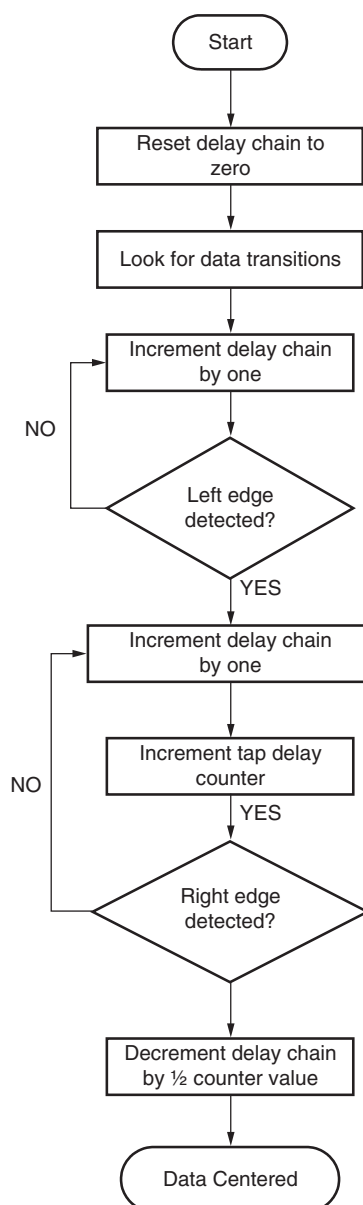 Start
Reset delay chain to
zero
Look for data transitions
Increment delay chain
by one
NO
Left edge
detected?
YES
Increment delay chain
by one
Increment tap delay
counter
NO
YES
Right edge
detected?
Decrement delay chain
by ½ counter value
Data Centered